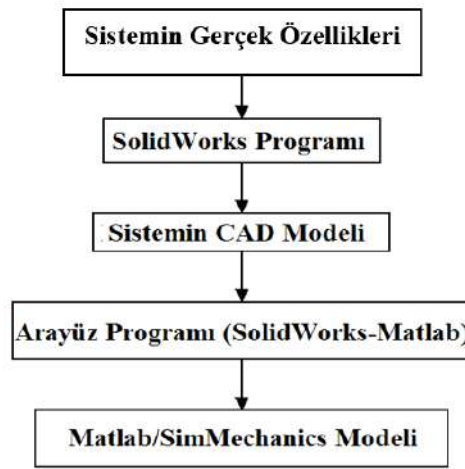 Sistemin Gerçek Özellikleri
SolidWorks Programı
Sistemin CAD Modeli
Arayüz Programı (SolidWorks-Matlab)
Matlab/SimMechanics Modeli